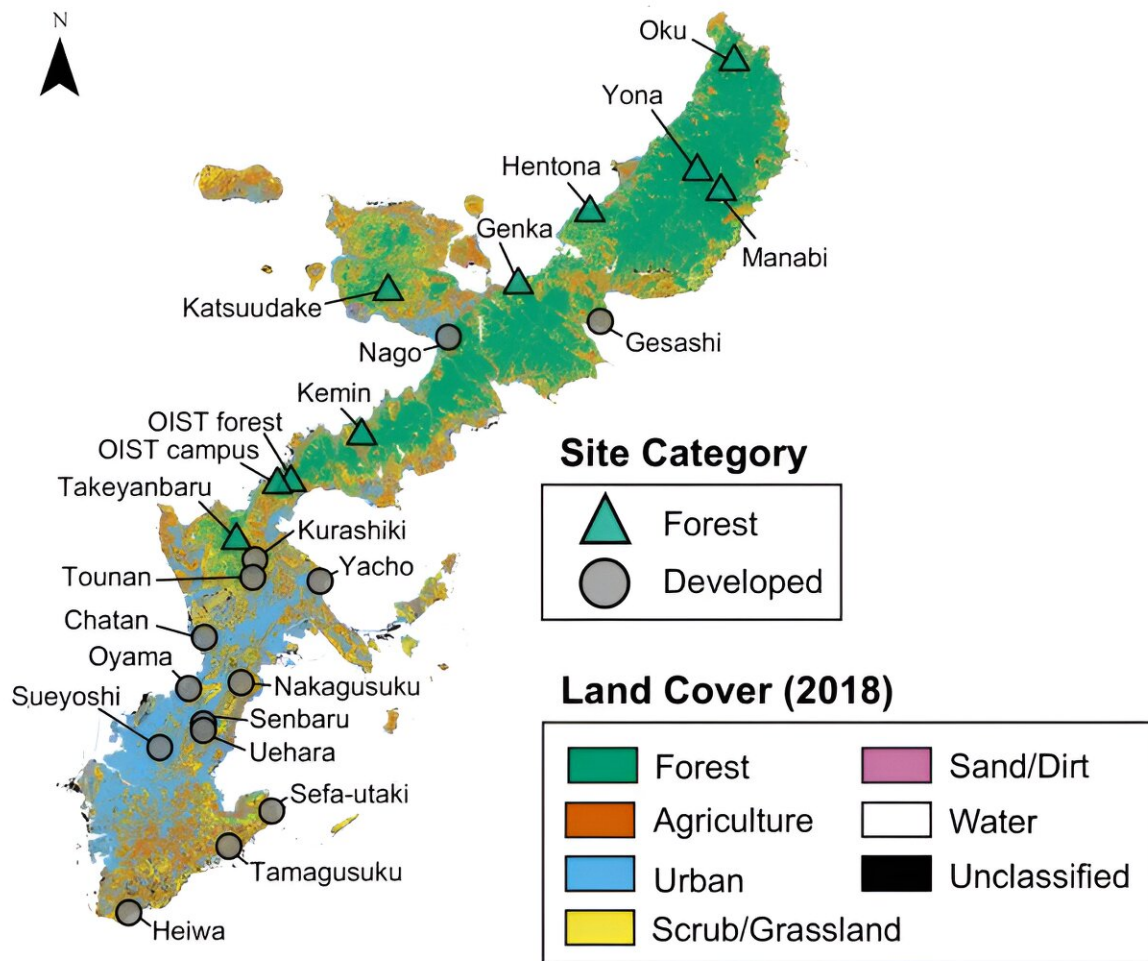 N
Oku
Yona
Hentona
Genka
Manabi
Katsuudake
Nago
Gesashi
Kemin
OIST forest
OIST campus
Takeyanbaru
Kurashiki
Tounan
Yacho
Chatan
Oyama
Nakagusuku
Sueyoshi
Senbaru
Uehara
Sefa-utaki
Tamagusuku
Heiwa
Site Category
Forest
Developed
Land Cover (2018)
Forest
Sand/Dirt
Agriculture
Water
Urban
Unclassified
Scrub/Grassland